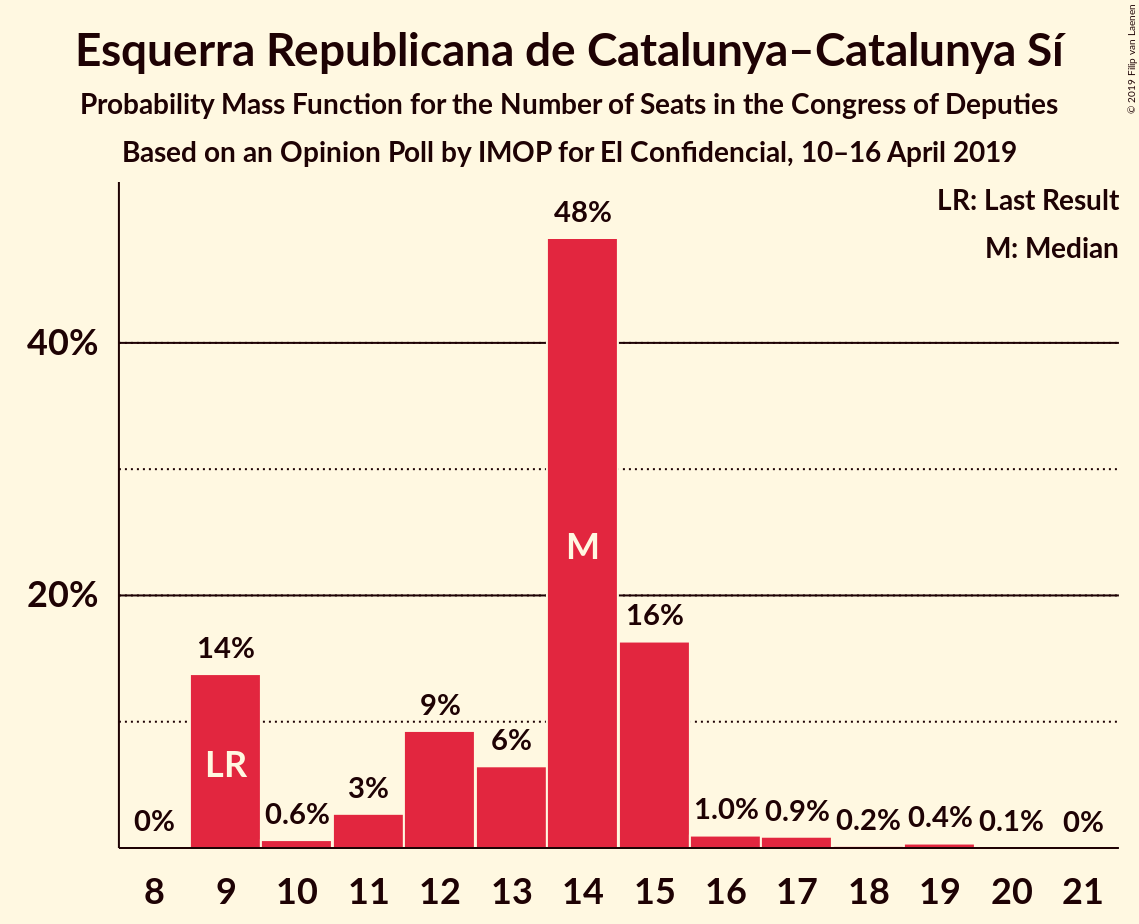 Esquerra Republicana de Catalunya–Catalunya Sí
Probability Mass Function for the Number of Seats in the Congress of Deputies
Based on an Opinion Poll by IMOP for El Confidencial, 10–16 April 2019
© 2019 Filip van Laenen
LR: Last Result
M: Median
40%
20%
0%
14%
0.6%
3%
9%
6%
48%
16%
1.0%
0.9%
0.2%
0.4%
0.1%
0%
LR
M
8 9 10 11 12 13 14 15 16 17 18 19 20 21